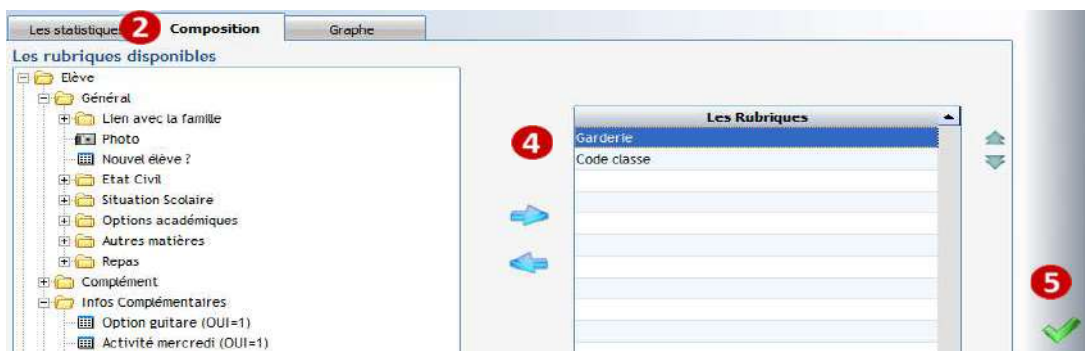 Les statistique 2 Composition Graphe
Les rubriques disponibles
Elève
Général
Lien avec la famille
Photo
Nouvel élève ?
Etat Civil
Situation Scolaire
Options académiques
Autres matières
Repas
Complément
Infos Complémentaires
Option guitare (OUI=1)
Activité mercredi (OUI=1)
4
Les Rubriques
Garderie
Code classe
5